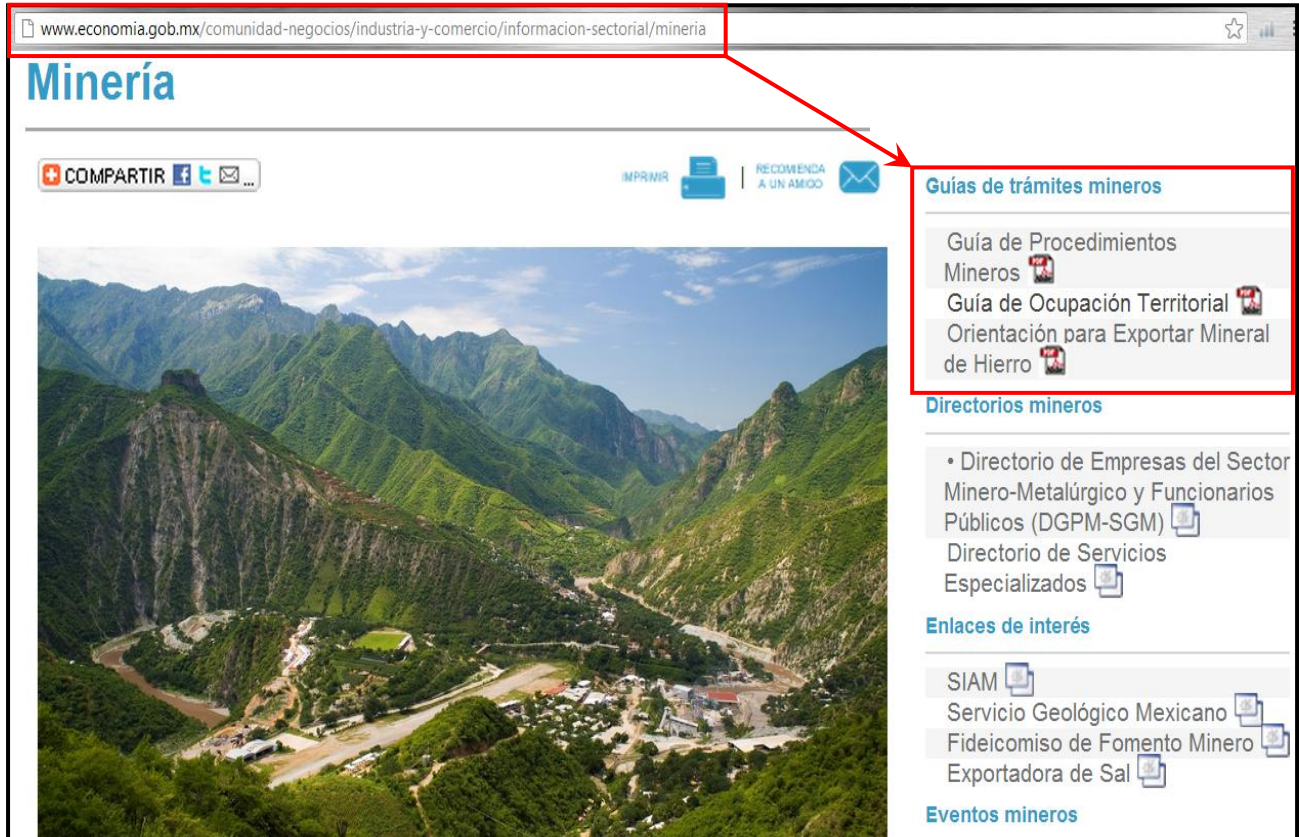 www.economia.gob.mx/comunidad-negocios/industria-y-comercio/informacion-sectorial/mineria
Minería
COMPARTIR ...
IMPRIMIR
RECOMIENDA
A UN AMIGO
Guías de trámites mineros
Guía de Procedimientos
Mineros
Guía de Ocupación Territorial
Orientación para Exportar Mineral
de Hierro
Directorios mineros
• Directorio de Empresas del Sector
Minero-Metalúrgico y Funcionarios
Públicos (DGPM-SGM)
Directorio de Servicios
Especializados
Enlaces de interés
SIAM
Servicio Geológico Mexicano
Fideicomiso de Fomento Minero
Exportadora de Sal
Eventos mineros